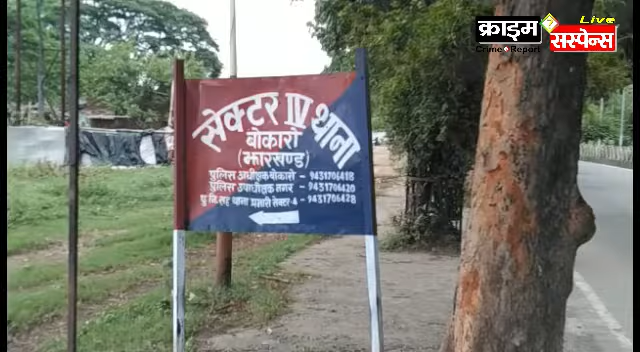 क्राइम ? Live
Crime Report सस्पेन्स
सेक्टर IV थाना
बोकारो
(झारखण्ड)
पुलिस अधीक्षक बोकारो - 9431706418
पुलिस उपाधीक्षक नगर - 9431706420
पु नि सह थाना प्रभारी सेक्टर-4 - 9431706428